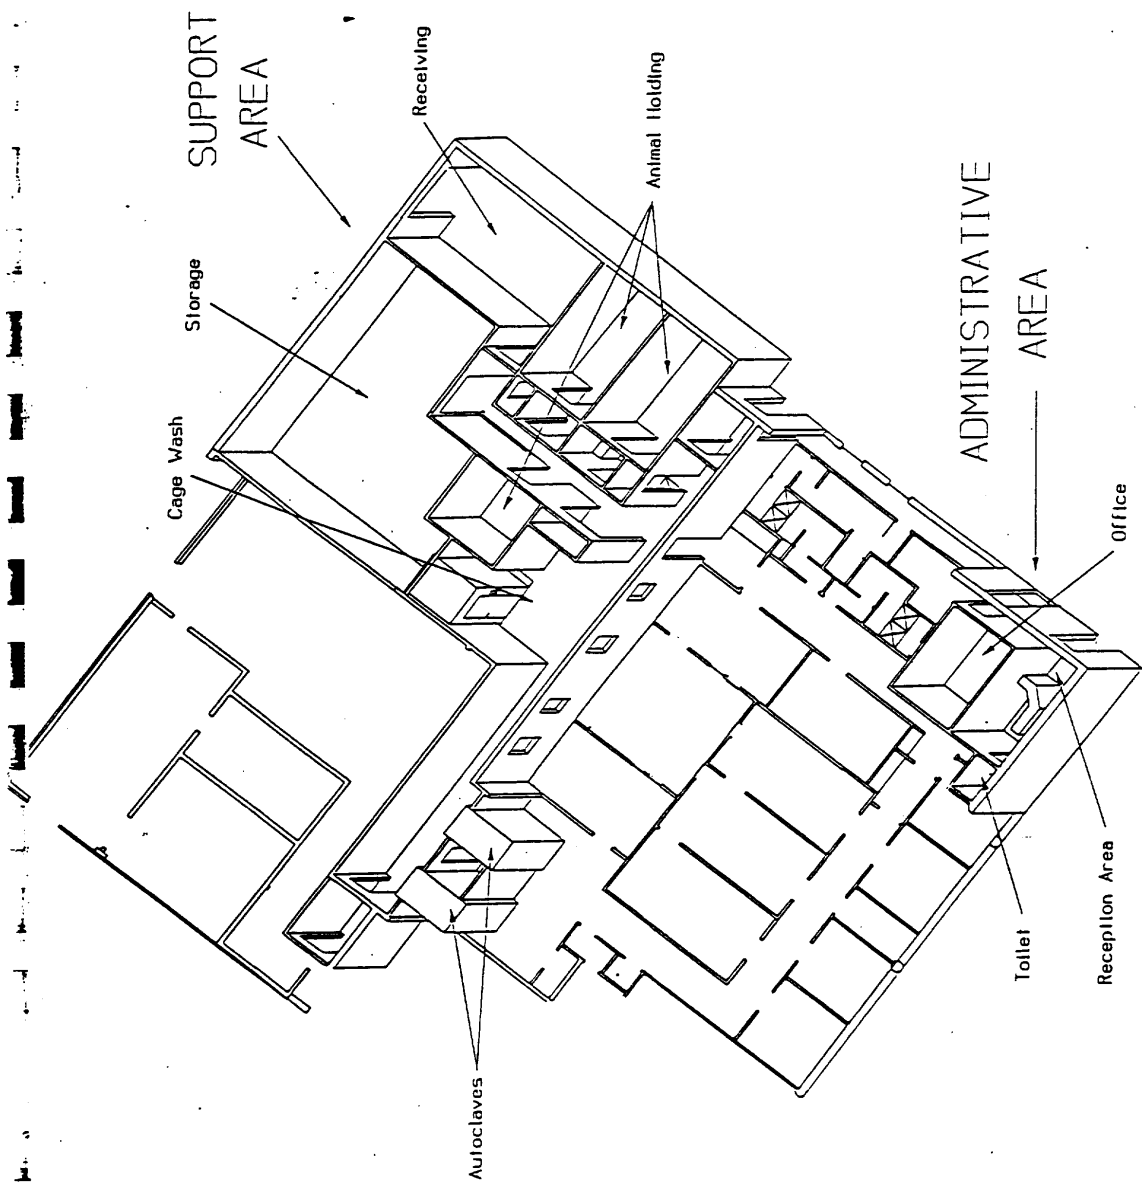 SUPPORT
AREA
Receiving
Animal Holding
Storage
Cage Wash
ADMINISTRATIVE
AREA
Office
Autoclaves
Toilet
Reception Area